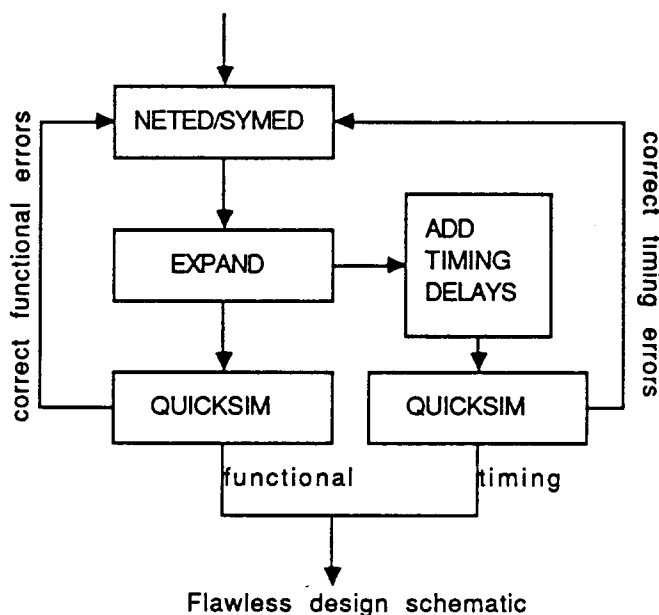 NETED/SYMED
correct functional errors
correct timing errors
ADD
TIMING
DELAYS
EXPAND
QUICKSIM
QUICKSIM
functional
timing
Flawless design schematic